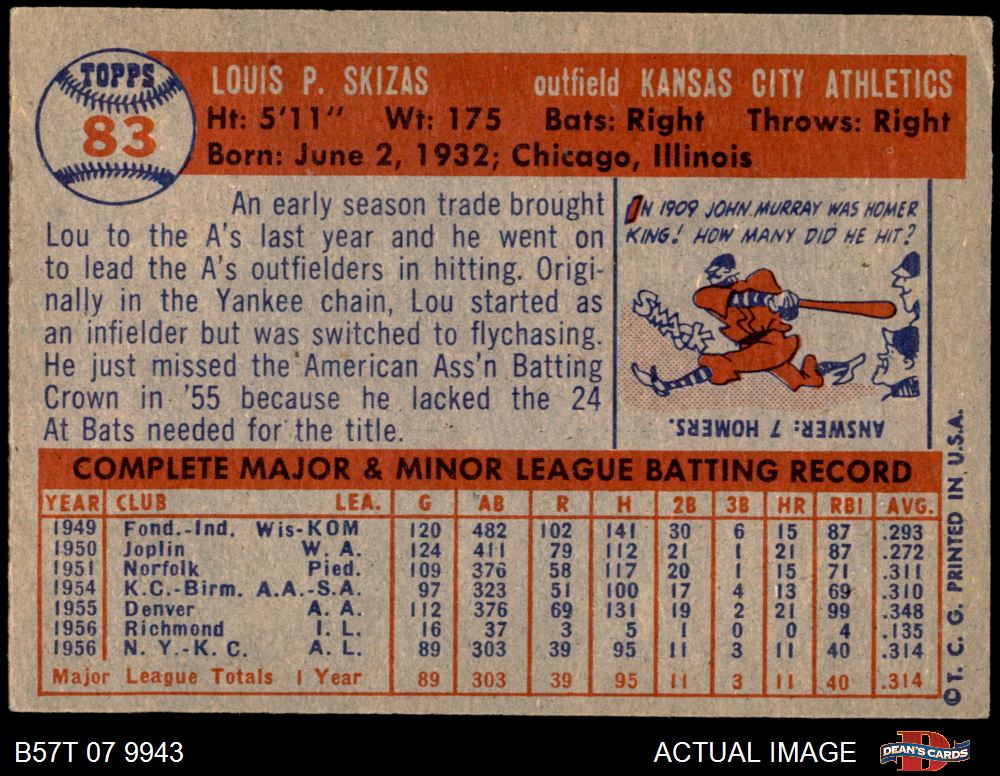 TOPPS
83
LOUIS P. SKIZAS outfield KANSAS CITY ATHLETICS
Ht: 5'11" Wt: 175 Bats: Right Throws: Right
Born: June 2, 1932; Chicago, Illinois
An early season trade brought
Lou to the A's last year and he went on
to lead the A's outfielders in hitting. Origi-
nally in the Yankee chain, Lou started as
an infielder but was switched to flychasing.
He just missed the American Ass'n Batting
Crown in '55 because he lacked the 24
At Bats needed for the title.
IN 1909 JOHN MURRAY WAS HOMER
KING! HOW MANY DID HE HIT?
SMACK
ANSWER: 7 HOMERS.
COMPLETE MAJOR & MINOR LEAGUE BATTING RECORD
YEAR CLUB LEA. G AB R H 2B 3B HR RBI AVG.
1949 Fond.-Ind. Wis-KOM 120 482 102 141 30 6 15 87 .293
1950 Joplin W. A. 124 411 79 112 21 1 21 87 .272
1951 Norfolk Pied. 109 376 58 117 20 1 15 71 .311
1954 K.C.-Birm. A.A.-S.A. 97 323 51 100 17 4 13 69 .310
1955 Denver A. A. 112 376 69 131 19 2 21 99 .348
1956 Richmond I. L. 16 37 3 5 1 0 0 4 .135
1956 N. Y.-K. C. A. L. 89 303 39 95 11 3 11 40 .314
Major League Totals 1 Year 89 303 39 95 11 3 11 40 .314
© T. C. G. PRINTED IN U.S.A.
B57T 07 9943 ACTUAL IMAGE DEAN'S CARDS